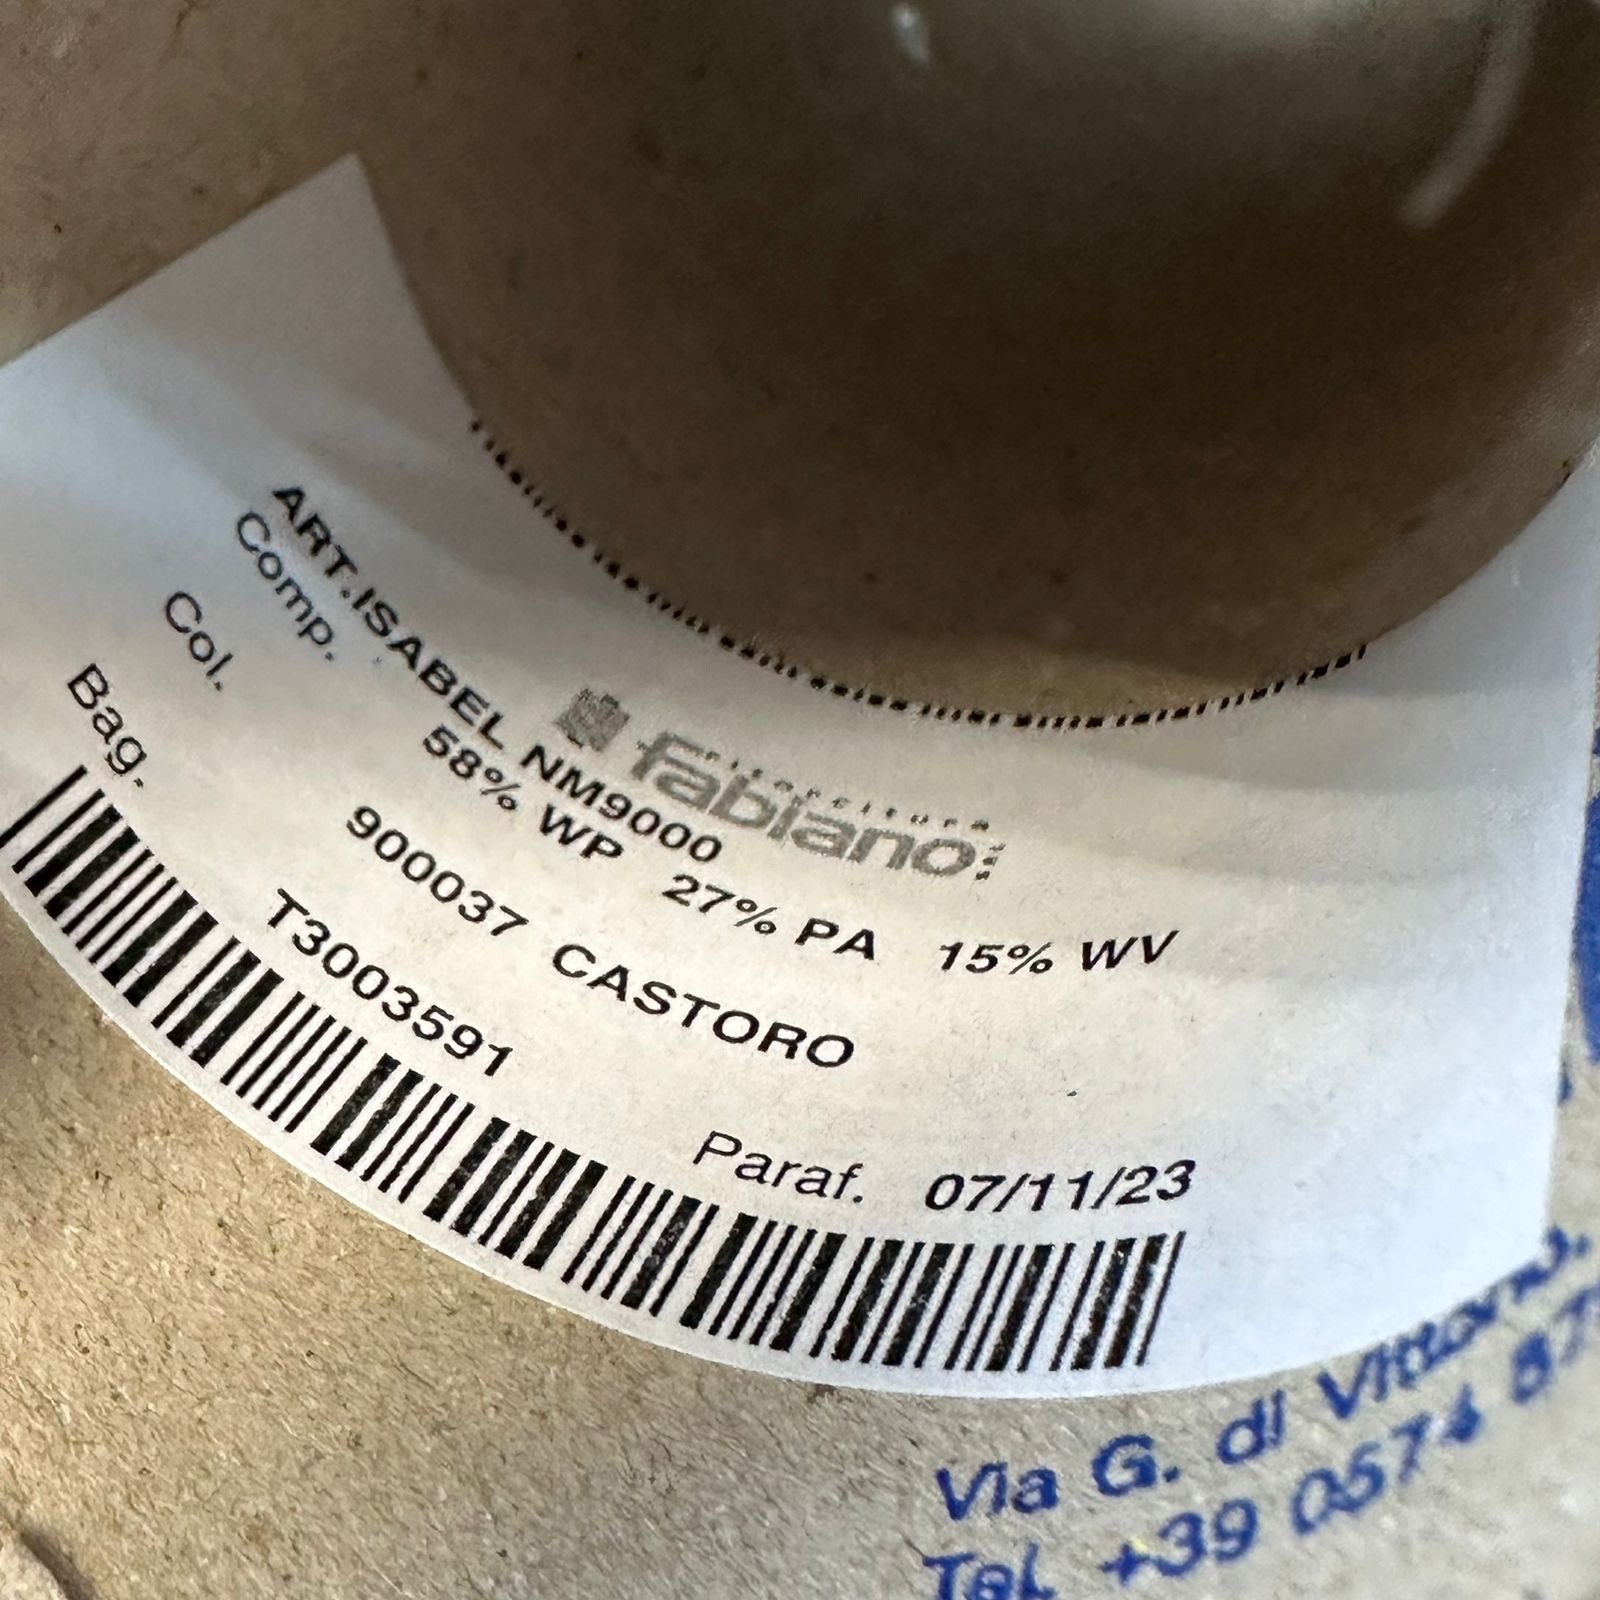 FILATURA
Fabiano
ART.ISABEL NM9000
Comp. 58% WP 27% PA 15% WV
Col. 900037 CASTORO
Bag. T3003591 Paraf. 07/11/23
Via G. di Vittorio,
Tel. +39 0574 87